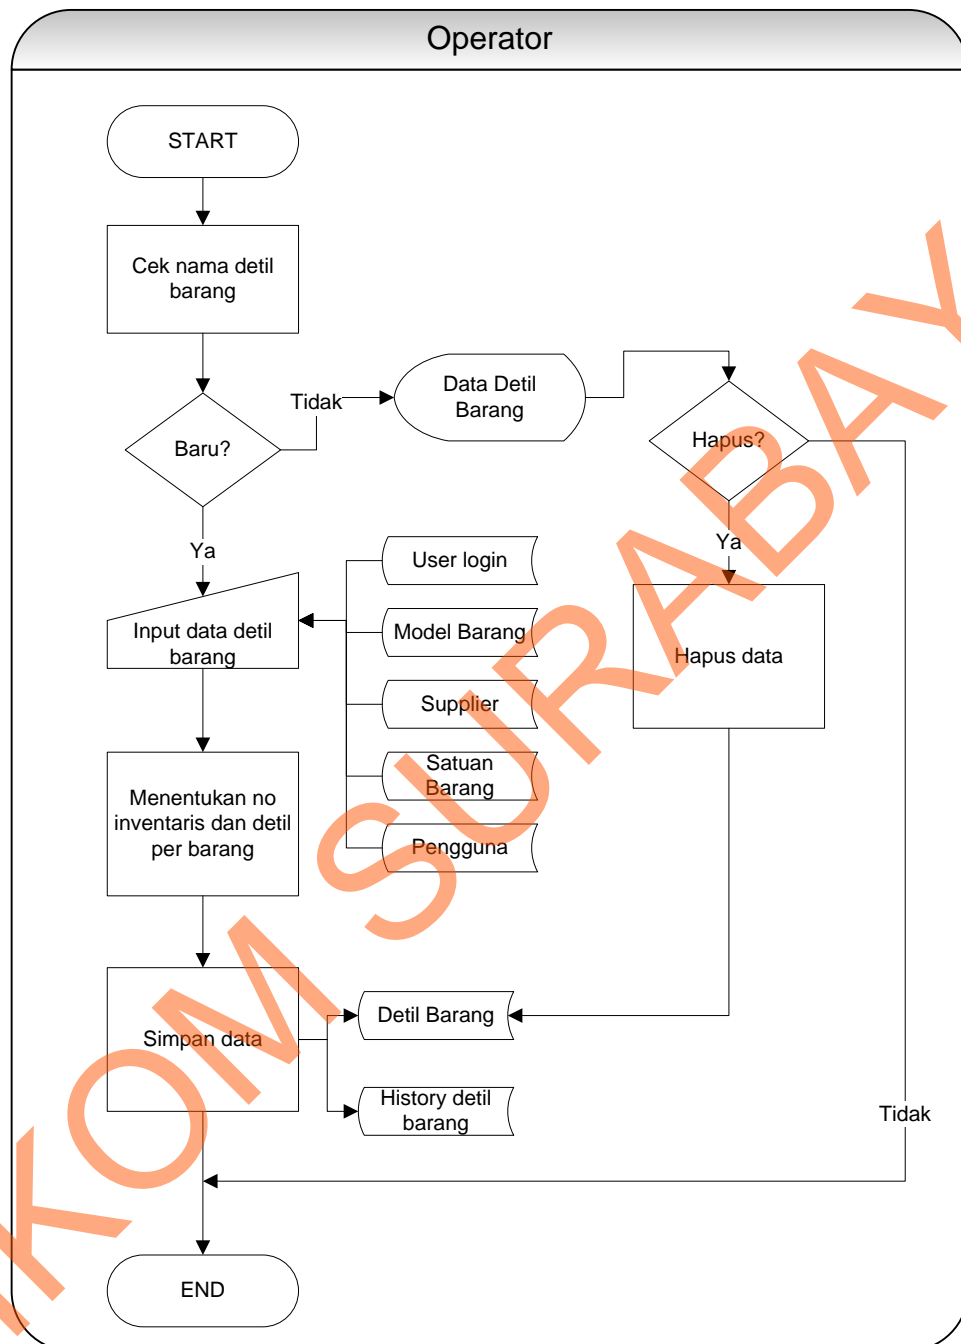 Operator
START
Cek nama detil
barang
Baru?
Tidak
Data Detil
Barang
Hapus?
Ya
Ya
User login
Input data detil
barang
Model Barang
Hapus data
Supplier
Satuan
Barang
Menentukan no
inventaris dan detil
per barang
Pengguna
Simpan data
Detil Barang
History detil
barang
Tidak
END
KOM SURABAY